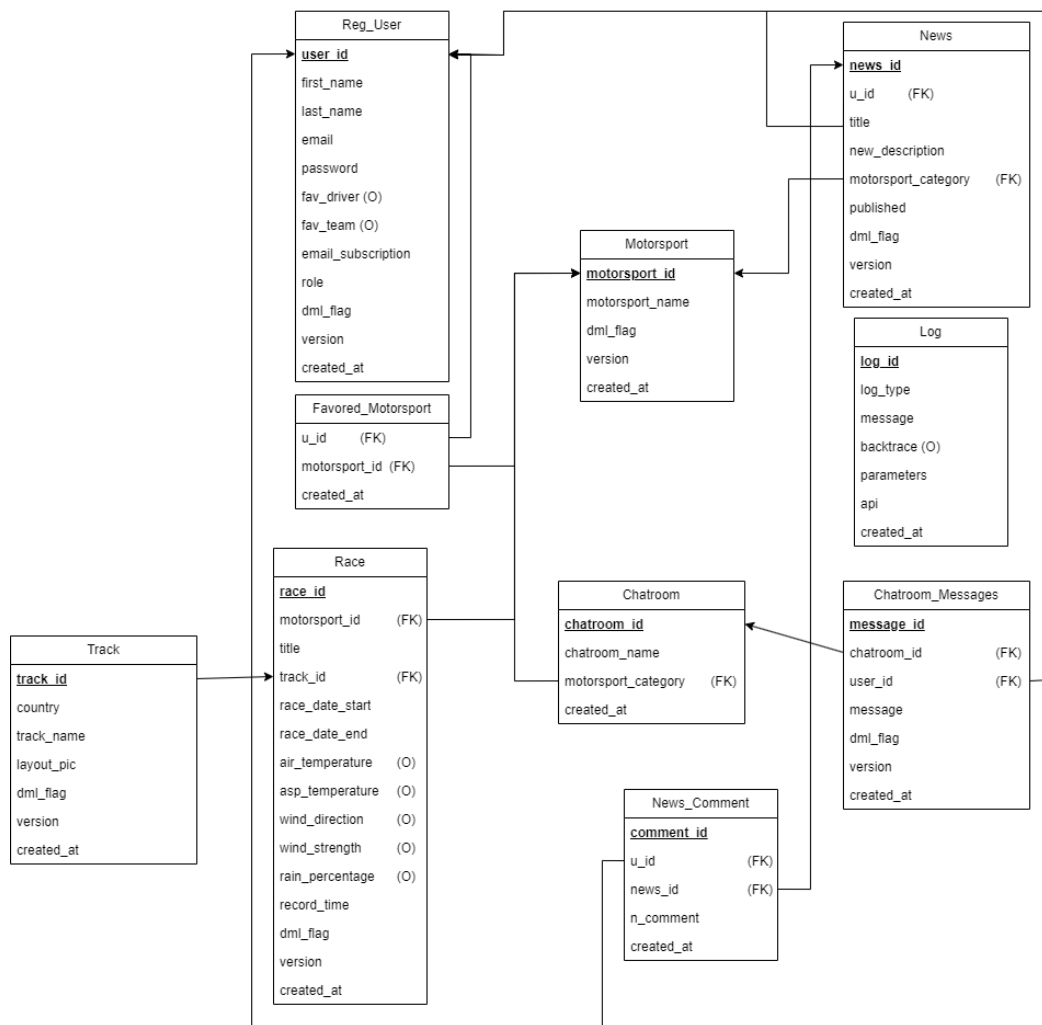 Reg_User
user_id
first_name
last_name
email
password
fav_driver (O)
fav_team (O)
email_subscription
role
dml_flag
version
created_at
News
news_id
u_id (FK)
title
new_description
motorsport_category (FK)
published
dml_flag
version
created_at
Motorsport
motorsport_id
motorsport_name
dml_flag
version
created_at
Log
log_id
log_type
message
backtrace (O)
parameters
api
created_at
Favored_Motorsport
u_id (FK)
motorsport_id (FK)
created_at
Race
race_id
motorsport_id (FK)
title
track_id (FK)
race_date_start
race_date_end
air_temperature (O)
asp_temperature (O)
wind_direction (O)
wind_strength (O)
rain_percentage (O)
record_time
dml_flag
version
created_at
Chatroom
chatroom_id
chatroom_name
motorsport_category (FK)
created_at
Chatroom_Messages
message_id
chatroom_id (FK)
user_id (FK)
message
dml_flag
version
created_at
Track
track_id
country
track_name
layout_pic
dml_flag
version
created_at
News_Comment
comment_id
u_id (FK)
news_id (FK)
n_comment
created_at